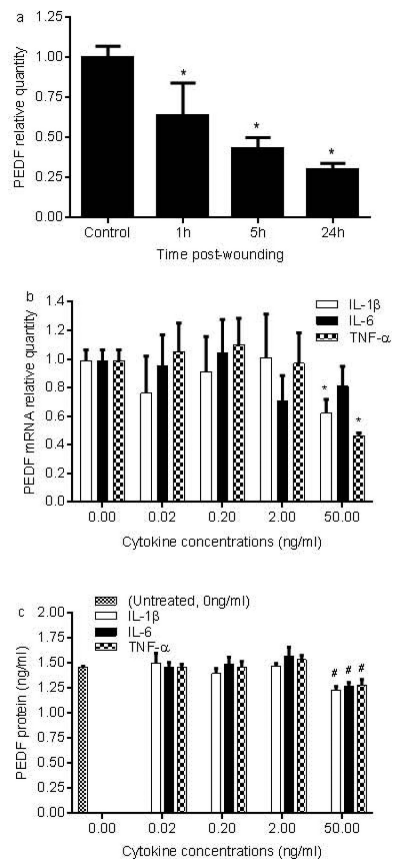 a
PEDF relative quantity
1.25
1.00
0.75
0.50
0.25
0.00
*
*
*
Control 1h 5h 24h
Time post-wounding
b
PEDF mRNA relative quantity
1.4
1.2
1.0
0.8
0.6
0.4
0.2
0.0
IL-1β
IL-6
TNF-α
*
*
0.00 0.02 0.20 2.00 50.00
Cytokine concentrations (ng/ml)
c
PEDF protein (ng/ml)
2.00
1.75
1.50
1.25
1.00
0.75
0.50
0.25
0.00
(Untreated, 0ng/ml)
IL-1β
IL-6
TNF-α
# # #
0.00 0.02 0.20 2.00 50.00
Cytokine concentrations (ng/ml)